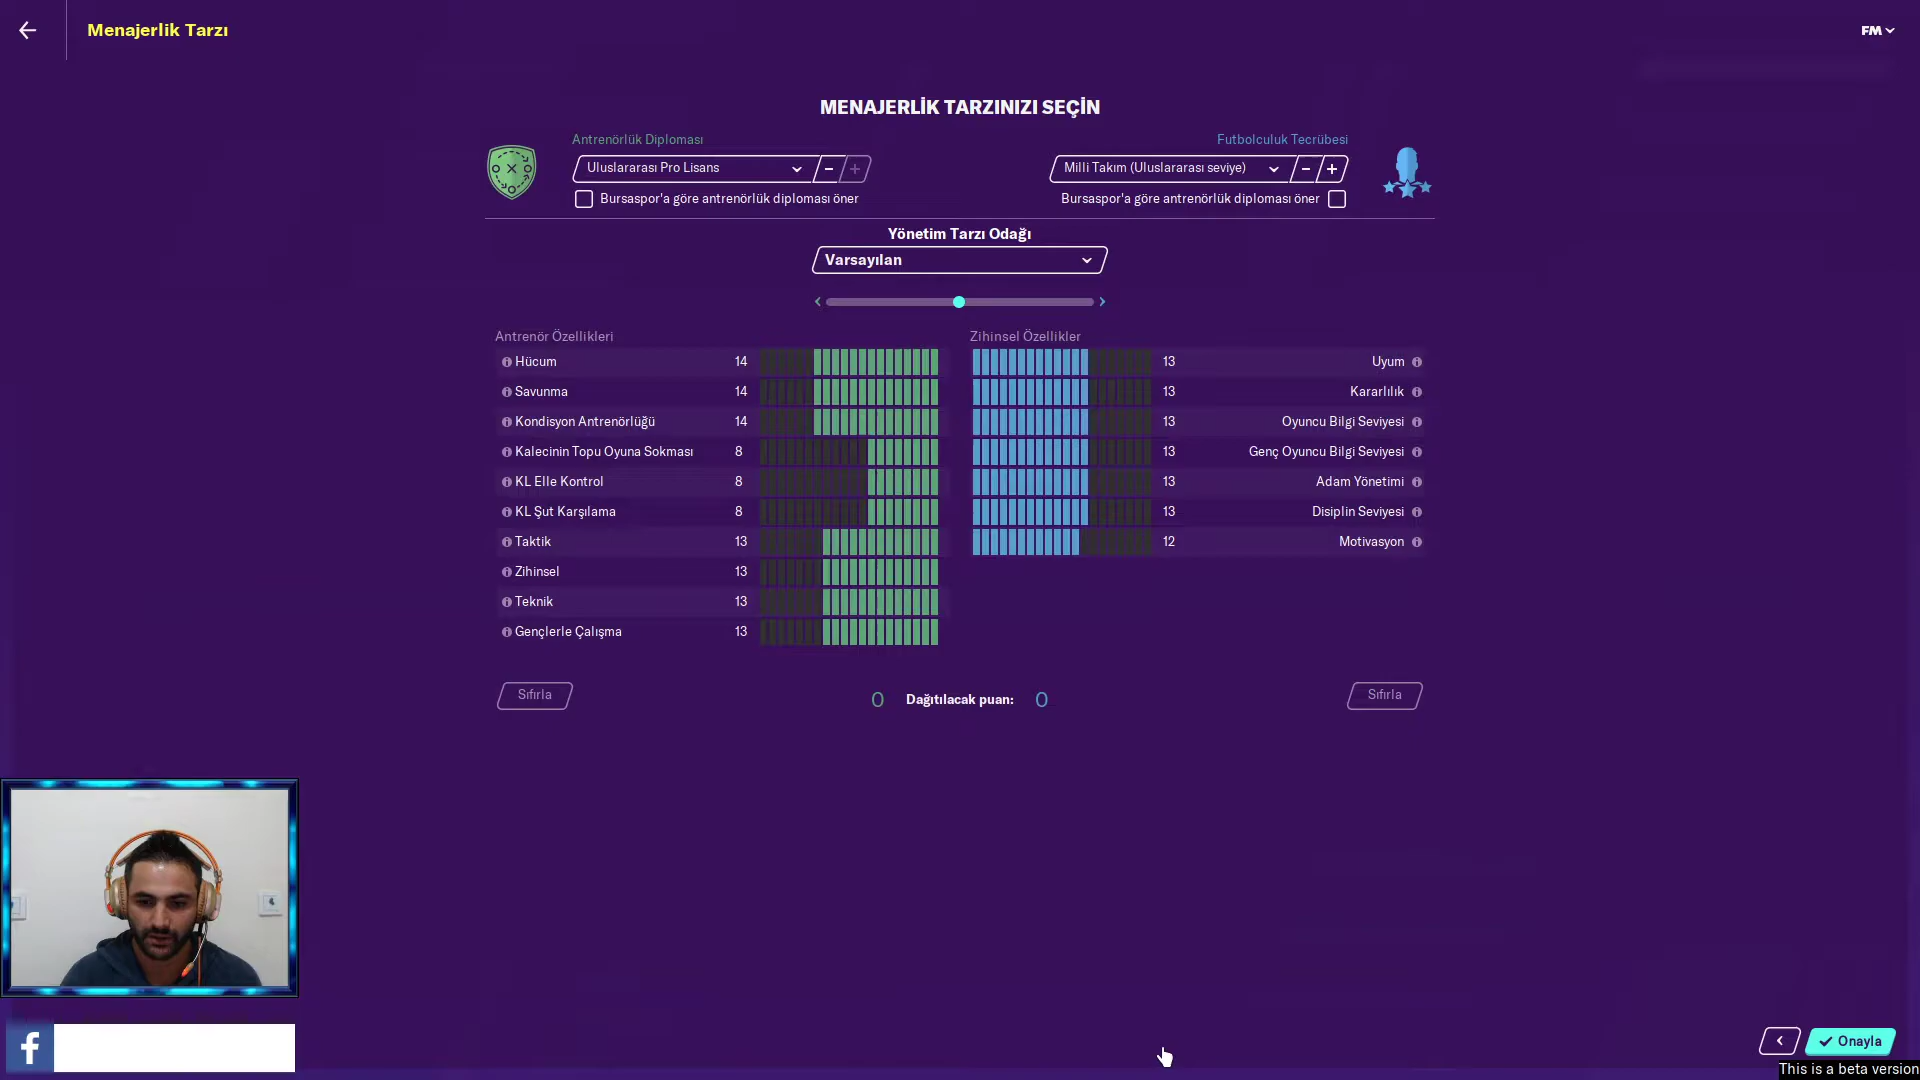 Menajerlik Tarzı
FM
MENAJERLİK TARZINIZI SEÇİN
Antrenörlük Diploması
Futbolculuk Tecrübesi
Uluslararası Pro Lisans
Milli Takım (Uluslararası seviye)
Bursaspor'a göre antrenörlük diploması öner
Bursaspor'a göre antrenörlük diploması öner
Yönetim Tarzı Odağı
Varsayılan
Antrenör Özellikleri
Zihinsel Özellikler
Hücum 14
13 Uyum
Savunma 14
13 Kararlılık
Kondisyon Antrenörlüğü 14
13 Oyuncu Bilgi Seviyesi
Kalecinin Topu Oyuna Sokması 8
13 Genç Oyuncu Bilgi Seviyesi
KL Elle Kontrol 8
13 Adam Yönetimi
KL Şut Karşılama 8
13 Disiplin Seviyesi
Taktik 13
12 Motivasyon
Zihinsel 13
Teknik 13
Gençlerle Çalışma 13
Sıfırla
0 Dağıtılacak puan: 0
Sıfırla
f
Onayla
This is a beta version